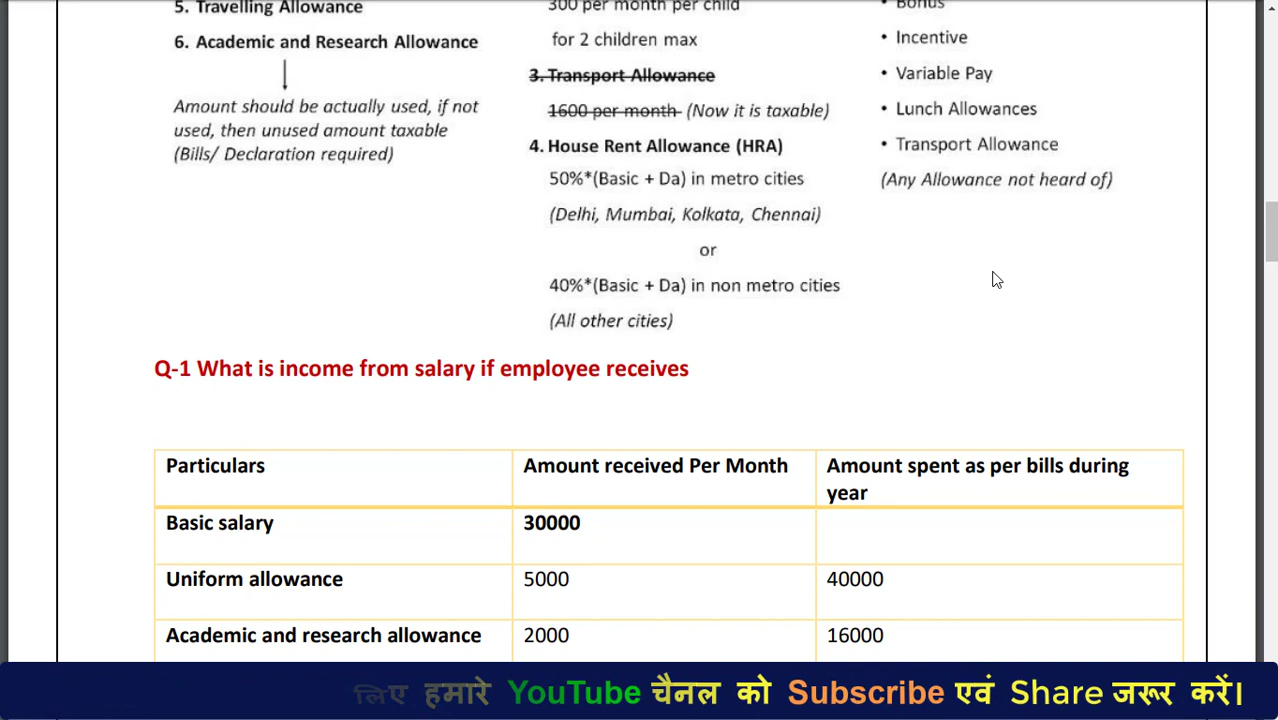 5. Travelling Allowance
6. Academic and Research Allowance
Amount should be actually used, if not
used, then unused amount taxable
(Bills/ Declaration required)
300 per month per child
for 2 children max
3. Transport Allowance
1600 per month (Now it is taxable)
4. House Rent Allowance (HRA)
50%*(Basic + Da) in metro cities
(Delhi, Mumbai, Kolkata, Chennai)
or
40%*(Basic + Da) in non metro cities
(All other cities)
• Bonus
• Incentive
• Variable Pay
• Lunch Allowances
• Transport Allowance
(Any Allowance not heard of)
Q-1 What is income from salary if employee receives
Particulars Amount received Per Month Amount spent as per bills during
year
Basic salary 30000
Uniform allowance 5000 40000
Academic and research allowance 2000 16000
लिए हमारे YouTube चैनल को Subscribe एवं Share जरूर करें।